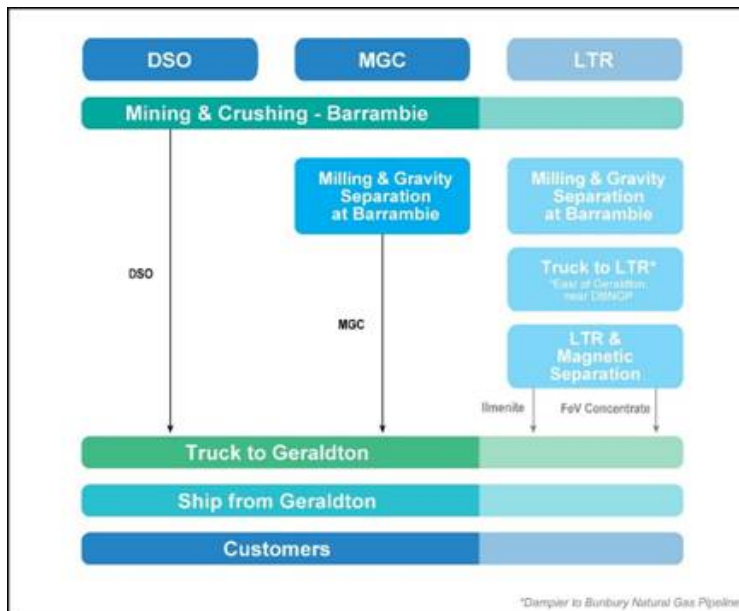 DSO
MGC
LTR
Mining & Crushing - Barrambie
Milling & Gravity
Separation
at Barrambie
Milling & Gravity
Separation
at Barrambie
DSO
Truck to LTR*
*East of Geraldton,
near DBNGP
MGC
LTR &
Magnetic
Separation
Ilmenite
FeV Concentrate
Truck to Geraldton
Ship from Geraldton
Customers
*Dampier to Bunbury Natural Gas Pipeline